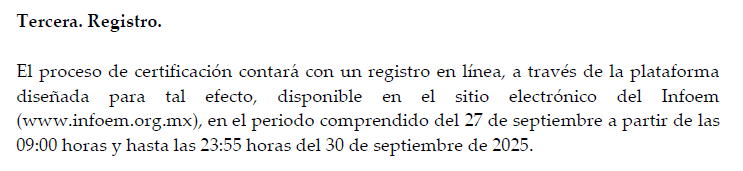 Tercera. Registro.
El proceso de certificación contará con un registro en línea, a través de la plataforma
diseñada para tal efecto, disponible en el sitio electrónico del Infoem
(www.infoem.org.mx), en el periodo comprendido del 27 de septiembre a partir de las
09:00 horas y hasta las 23:55 horas del 30 de septiembre de 2025.